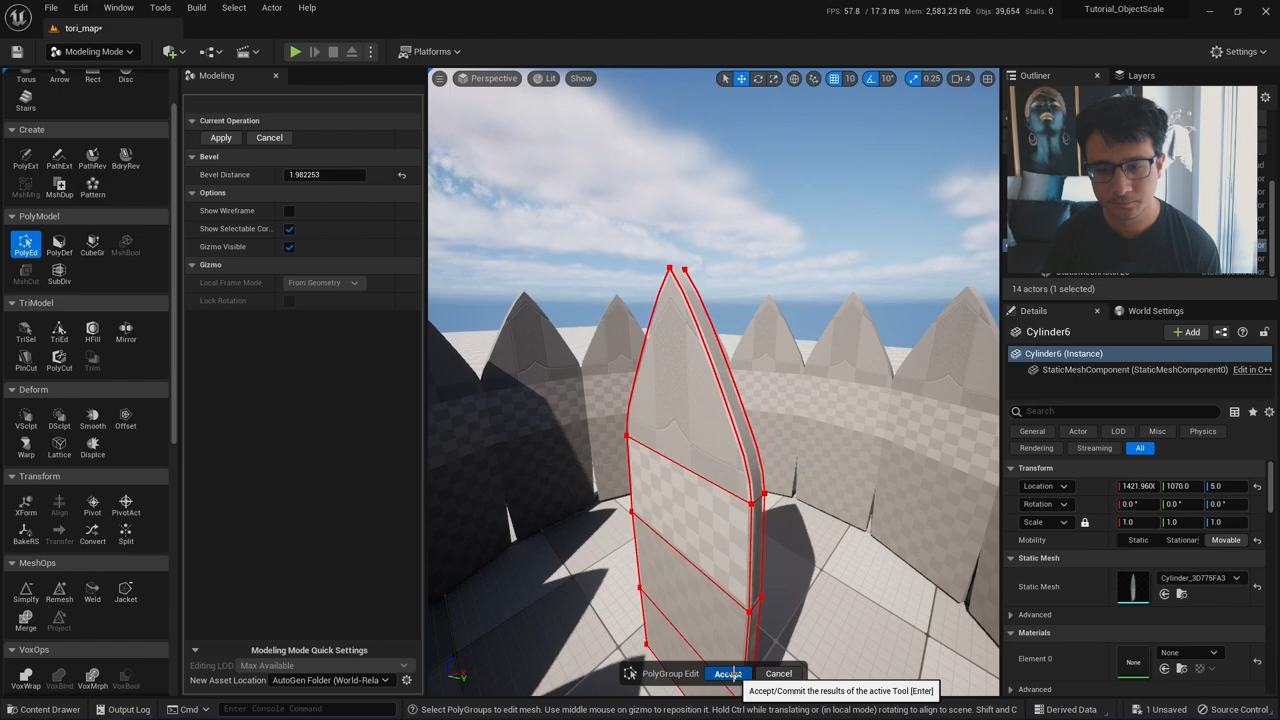 File Edit Window Tools Build Select Actor Help
FPS: 57.8 / 17.3 ms Mem: 2,583.23 mb Objs: 39,654 Stalls: 0
Tutorial_ObjectScale
tori_map*
Modeling Mode
Platforms
Settings
Torus Arrow Rect Disc
Stairs
Create
PolyExt PathExt PathRev BdryRev
MshMrg MshDup Pattern
PolyModel
PolyEd PolyDef CubeGr MshBool
MshCut SubDiv
TriModel
TriSel TriEd HFill Mirror
PlnCut PolyCut Trim
Deform
VSclpt DSclpt Smooth Offset
Warp Lattice Displce
Transform
XForm Align Pivot PivotAct
BakeRS Transfer Convert Split
MeshOps
Simplfy Remesh Weld Jacket
Merge Project
VoxOps
VoxWrap VoxBlnd VoxMrph VoxBool
Modeling
Current Operation
Apply Cancel
Bevel
Bevel Distance 1.982253
Options
Show Wireframe
Show Selectable Cor...
Gizmo Visible
Gizmo
Local Frame Mode From Geometry
Lock Rotation
Modeling Mode Quick Settings
Editing LOD Max Available
New Asset Location AutoGen Folder (World-Rela
Perspective Lit Show
10 10° 0.25 4
PolyGroup Edit Accept Cancel
Accept/Commit the results of the active Tool [Enter]
Outliner Layers
14 actors (1 selected)
Details World Settings
Cylinder6 Add
Cylinder6 (Instance)
StaticMeshComponent (StaticMeshComponent0) Edit in C++
Search
General Actor LOD Misc Physics
Rendering Streaming All
Transform
Location 1421.960( 1070.0 5.0
Rotation 0.0 ° 0.0 ° 0.0 °
Scale 1.0 1.0 1.0
Mobility Static Stationary Movable
Static Mesh
Static Mesh Cylinder_3D775FA3
Advanced
Materials
Element 0 None None
Advanced
Content Drawer Output Log Cmd Enter Console Command
Select PolyGroups to edit mesh. Use middle mouse on gizmo to reposition it. Hold Ctrl while translating or (in local mode) rotating to align to scene. Shift and C
Derived Data 1 Unsaved Source Control